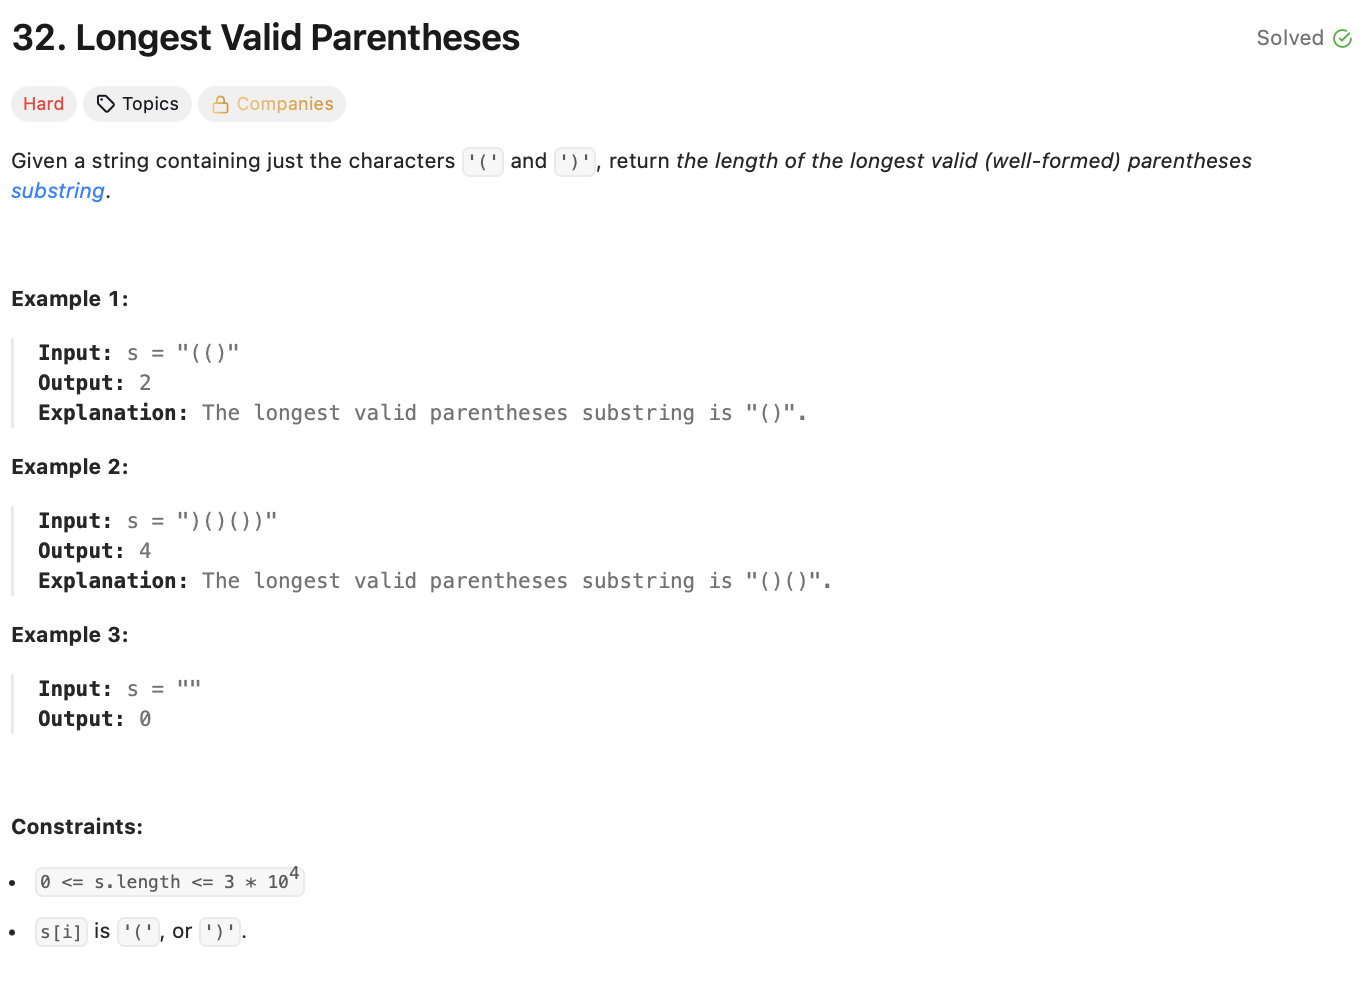 32. Longest Valid Parentheses
Solved
Hard
Topics
Companies
Given a string containing just the characters '(' and ')', return the length of the longest valid (well-formed) parentheses
substring.
Example 1:
Input: s = "(()"
Output: 2
Explanation: The longest valid parentheses substring is "()".
Example 2:
Input: s = ")()())"
Output: 4
Explanation: The longest valid parentheses substring is "()()".
Example 3:
Input: s = ""
Output: 0
Constraints:
• 0 <= s.length <= 3 * 10⁴
• s[i] is '(', or ')'.